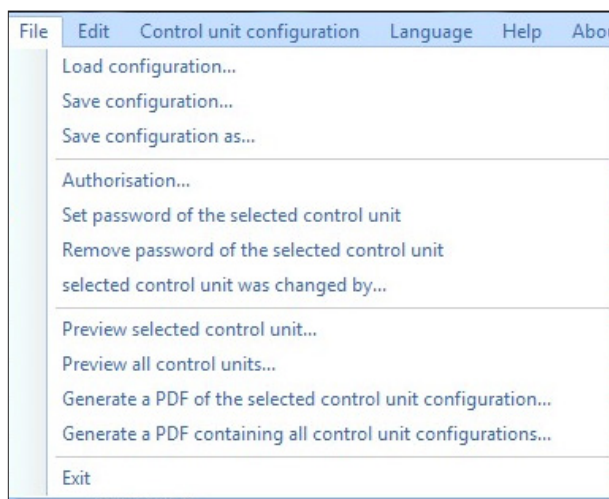 File Edit Control unit configuration Language Help Abo
Load configuration...
Save configuration...
Save configuration as...
Authorisation...
Set password of the selected control unit
Remove password of the selected control unit
selected control unit was changed by...
Preview selected control unit...
Preview all control units...
Generate a PDF of the selected control unit configuration...
Generate a PDF containing all control unit configurations...
Exit